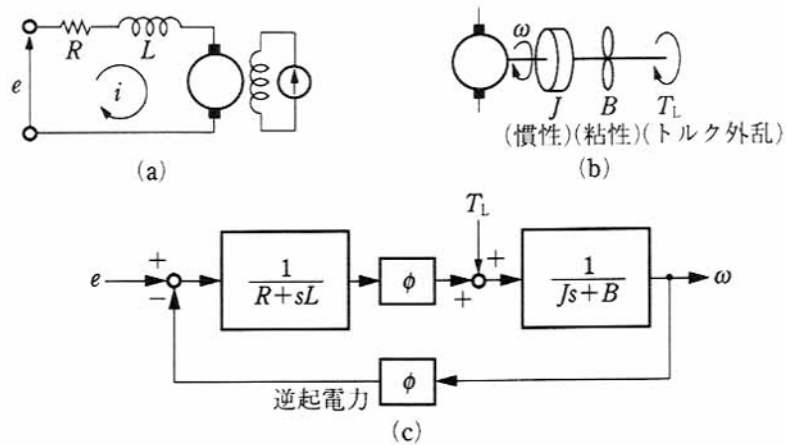 R L
e
i
(a)
ω
J B T_L
(慣性)(粘性)(トルク外乱)
(b)
T_L
e + − 1/(R+sL) φ + + 1/(Js+B) ω
逆起電力 φ
(c)